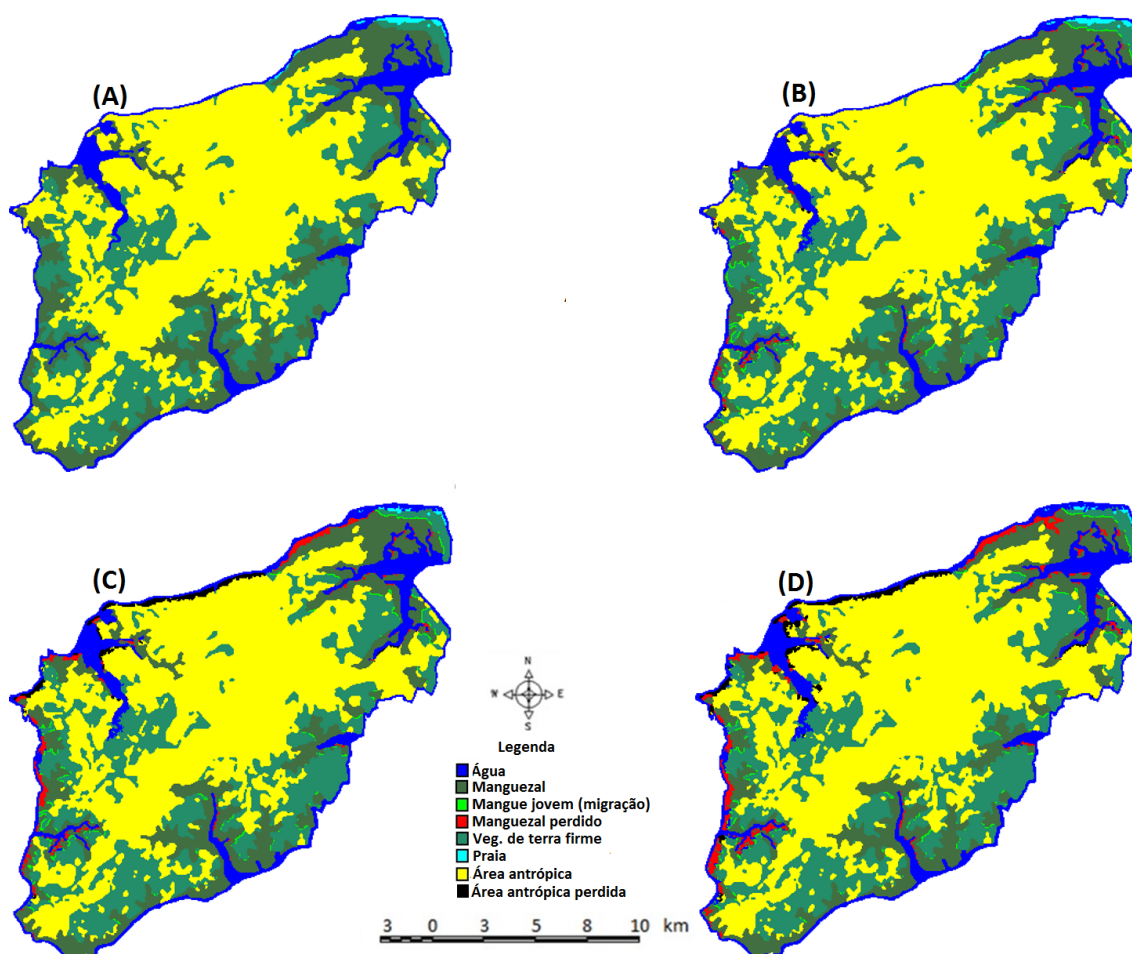 (A)
(B)
(C)
(D)
N
W
E
S
Legenda
Água
Manguezal
Mangue jovem (migração)
Manguezal perdido
Veg. de terra firme
Praia
Área antrópica
Área antrópica perdida
3 0 3 5 8 10 km